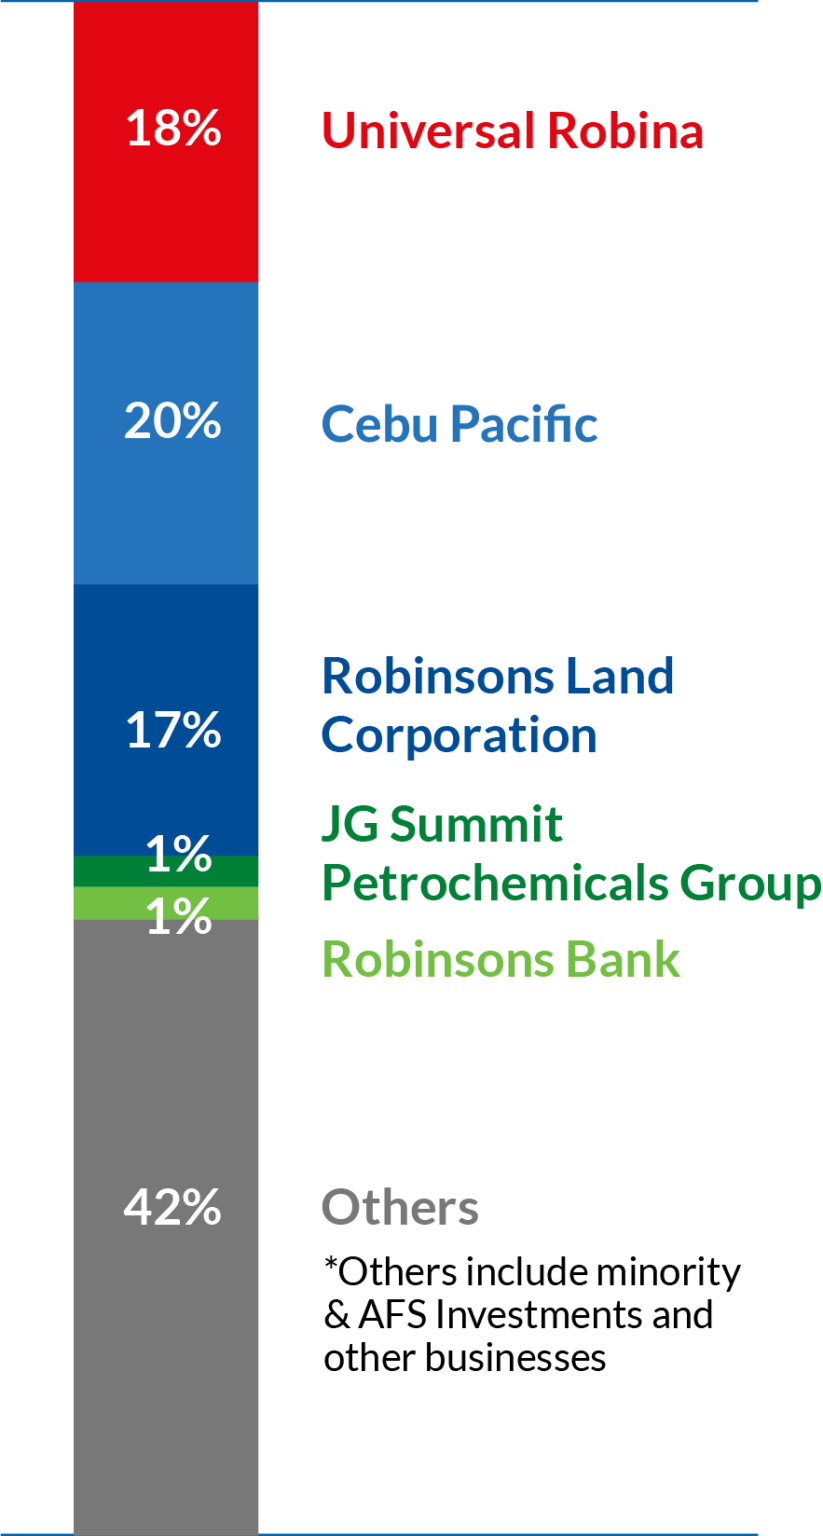 18%
Universal Robina
20%
Cebu Pacific
17%
Robinsons Land
Corporation
1%
JG Summit
Petrochemicals Group
1%
Robinsons Bank
42%
Others
*Others include minority
& AFS Investments and
other businesses